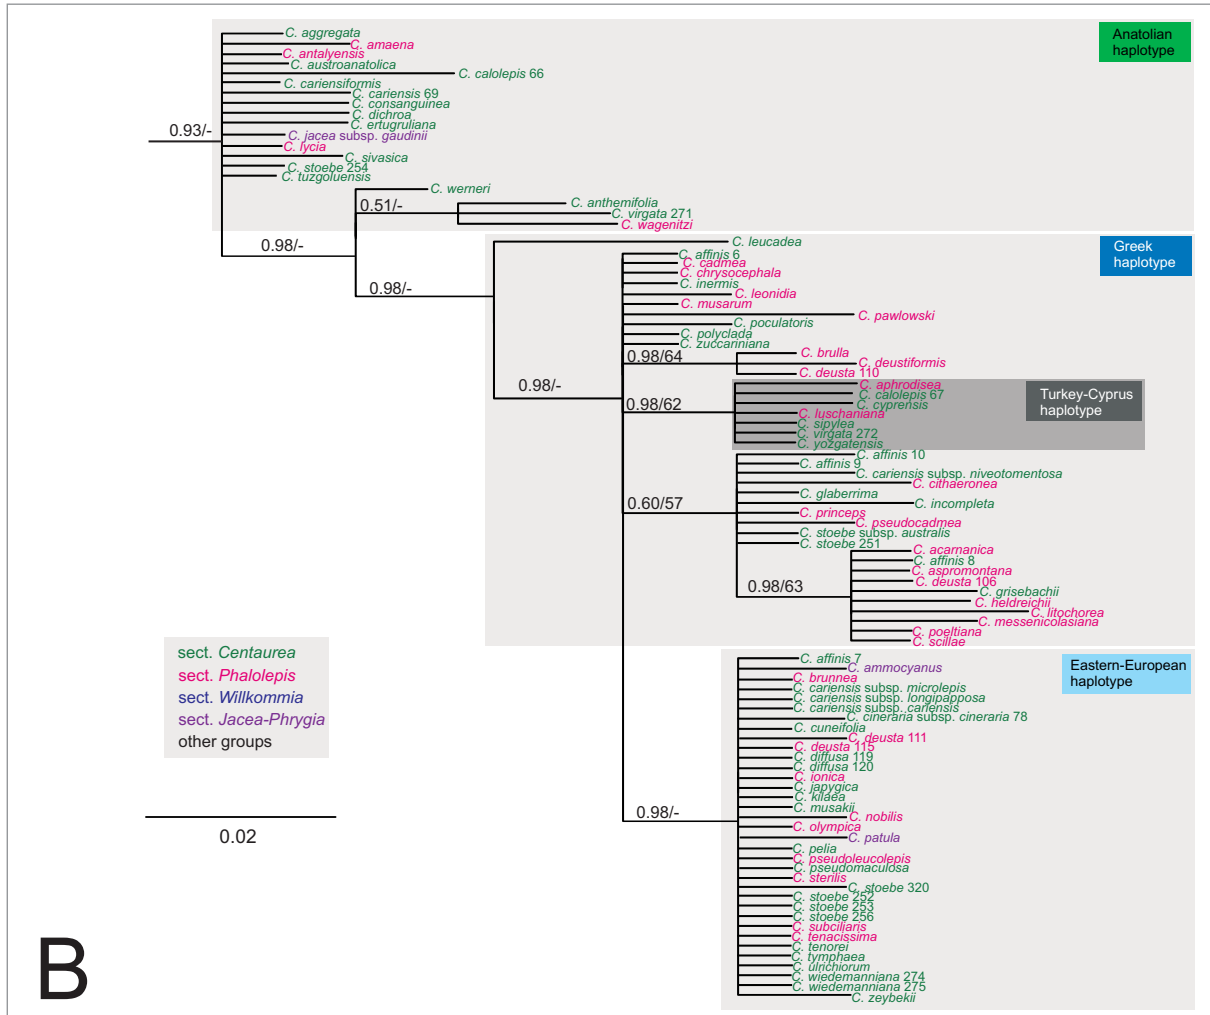 Anatolian
haplotype
C. aggregata
C. amaena
C. antalyensis
C. austroanatolica
C. calolepis 66
C. cariensiformis
C. cariensis 69
C. consanguinea
C. dichroa
C. ertugruliana
0.93/-
C. jacea subsp. gaudinii
C. lycia
C. sivasica
C. stoebe 254
C. tuzgoluensis
C. werneri
0.51/-
C. anthemifolia
C. virgata 271
C. wagenitzi
0.98/-
Greek
haplotype
C. leucadea
C. affinis 6
C. cadmea
C. chrysocephala
C. inermis
0.98/-
C. leonidia
C. musarum
C. pawlowski
C. poculatoris
C. polyclada
C. zuccariniana
0.98/64
C. brulla
C. deustiformis
C. deusta 110
0.98/-
Turkey-Cyprus
haplotype
0.98/62
C. aphrodisea
C. calolepis 67
C. cyprensis
C. luschaniana
C. sipylea
C. virgata 272
C. yozgatensis
C. affinis 10
C. affinis 9
C. cariensis subsp. niveotomentosa
C. cithaeronea
C. glaberrima
0.60/57
C. incompleta
C. princeps
C. pseudocadmea
C. stoebe subsp. australis
C. stoebe 251
C. acarnanica
C. affinis 8
C. aspromontana
C. deusta 106
0.98/63
C. grisebachii
C. heldreichii
C. litochorea
C. messenicolasiana
C. poeltiana
C. scillae
sect. Centaurea
sect. Phalolepis
sect. Willkommia
sect. Jacea-Phrygia
other groups
Eastern-European
haplotype
C. affinis 7
C. ammocyanus
C. brunnea
C. cariensis subsp. microlepis
C. cariensis subsp. longipapposa
C. cariensis subsp. cariensis
C. cineraria subsp. cineraria 78
C. cuneifolia
C. deusta 111
C. deusta 115
C. diffusa 119
C. diffusa 120
C. ionica
C. japygica
C. kilaea
C. musakii
0.98/-
C. nobilis
C. olympica
C. patula
C. pelia
C. pseudoleucolepis
C. pseudomaculosa
C. sterilis
C. stoebe 320
C. stoebe 252
C. stoebe 253
C. stoebe 256
C. subciliaris
C. tenacissima
C. tenorei
C. tymphaea
C. ulrichiorum
C. wiedemanniana 274
C. wiedemanniana 275
C. zeybekii
0.02
B